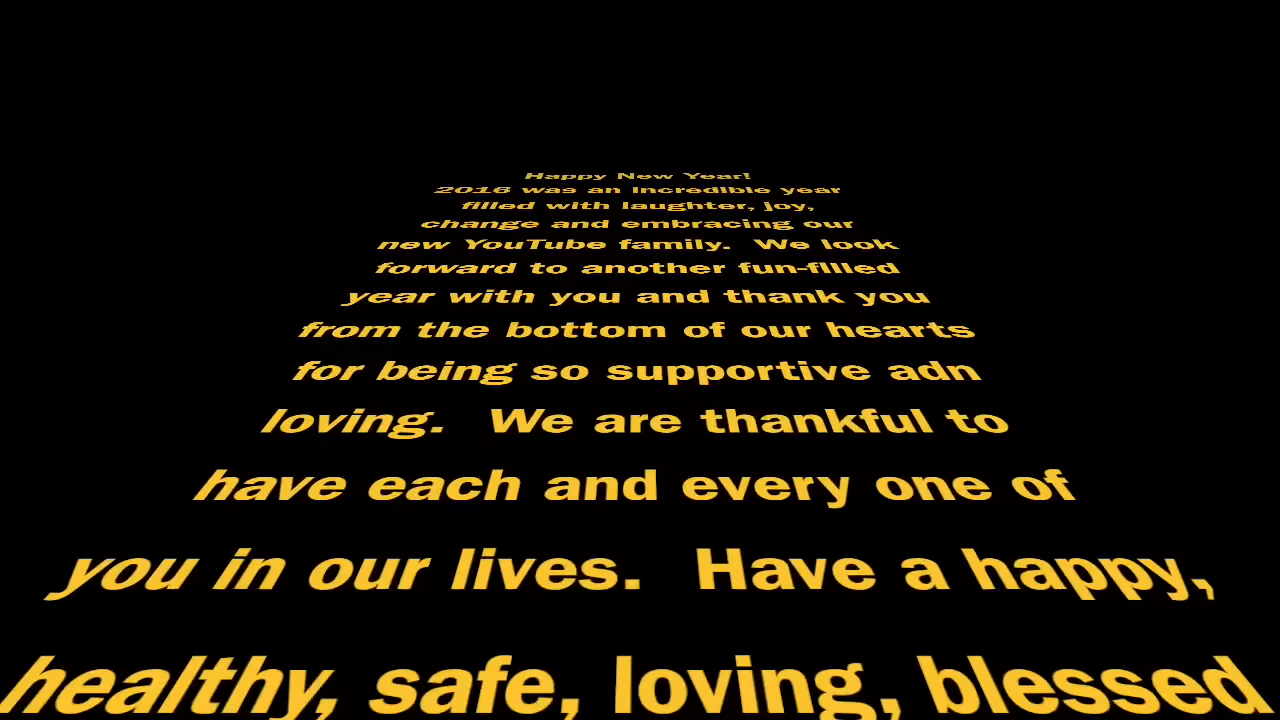 Happy New Year!
2016 was an incredible year
filled with laughter, joy,
change and embracing our
new YouTube family.  We look
forward to another fun-filled
year with you and thank you
from the bottom of our hearts
for being so supportive adn
loving.  We are thankful to
have each and every one of
you in our lives.  Have a happy,
healthy, safe, loving, blessed